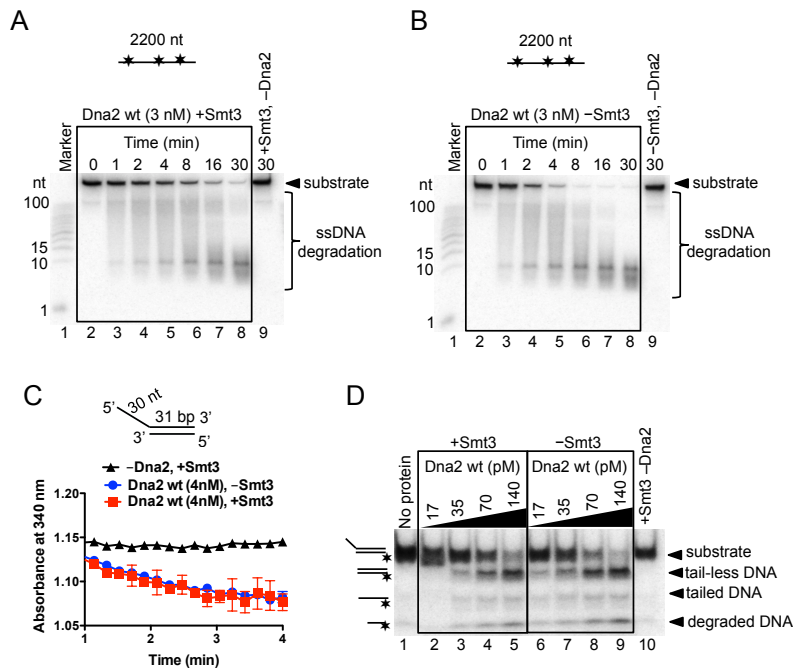 A
2200 nt
Marker
Dna2 wt (3 nM) +Smt3
Time (min)
0 1 2 4 8 16 30 30
+Smt3, –Dna2
nt
100
15
10
1
substrate
ssDNA
degradation
1 2 3 4 5 6 7 8 9
B
2200 nt
Marker
Dna2 wt (3 nM) –Smt3
Time (min)
0 1 2 4 8 16 30 30
–Smt3, –Dna2
nt
100
15
10
1
substrate
ssDNA
degradation
1 2 3 4 5 6 7 8 9
C
5' 30 nt 31 bp 3'
3' 5'
–Dna2, +Smt3
Dna2 wt (4nM), –Smt3
Dna2 wt (4nM), +Smt3
Absorbance at 340 nm
1.20
1.15
1.10
1.05
1 2 3 4
Time (min)
D
No protein
+Smt3 –Smt3
Dna2 wt (pM) Dna2 wt (pM)
17 35 70 140 17 35 70 140
+Smt3 –Dna2
substrate
tail-less DNA
tailed DNA
degraded DNA
1 2 3 4 5 6 7 8 9 10